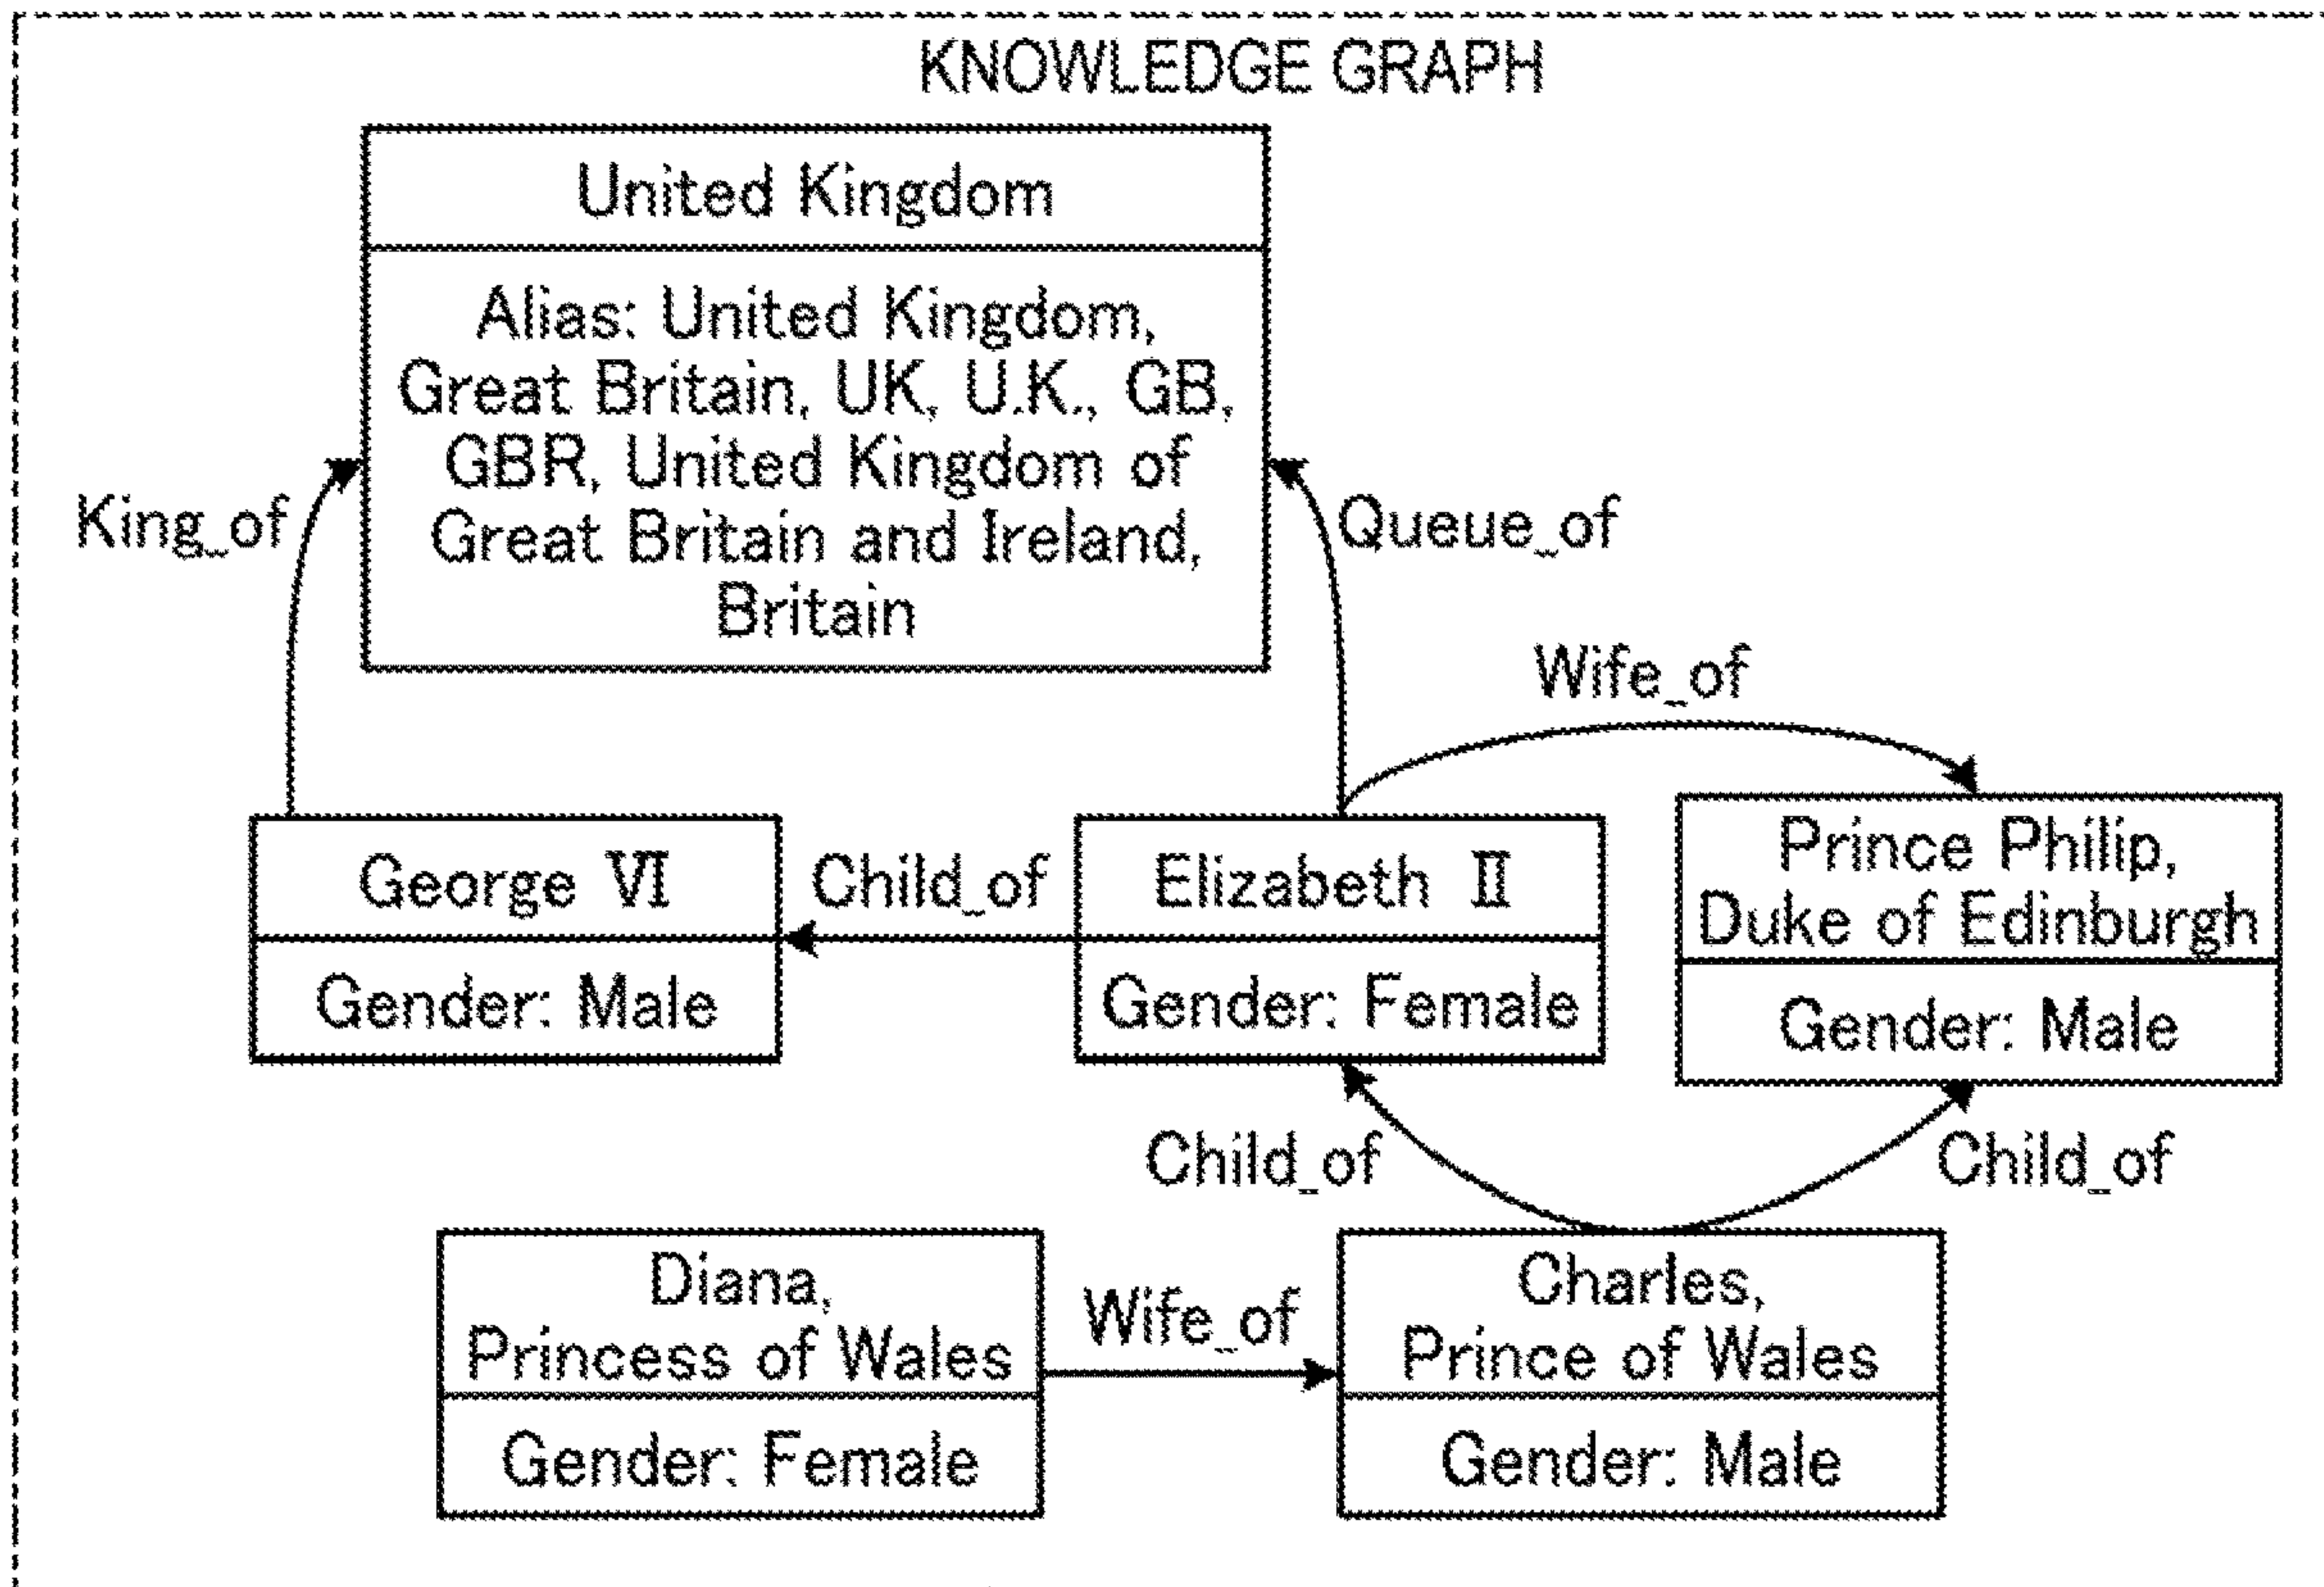 KNOWLEDGE GRAPH
United Kingdom
Alias: United Kingdom,
Great Britain, UK, U.K., GB,
GBR, United Kingdom of
Great Britain and Ireland,
Britain
King_of
Queue_of
Wife_of
George Ⅵ
Gender: Male
Child_of
Elizabeth Ⅱ
Gender: Female
Prince Philip,
Duke of Edinburgh
Gender: Male
Child_of
Child_of
Diana,
Princess of Wales
Gender: Female
Wife_of
Charles,
Prince of Wales
Gender: Male